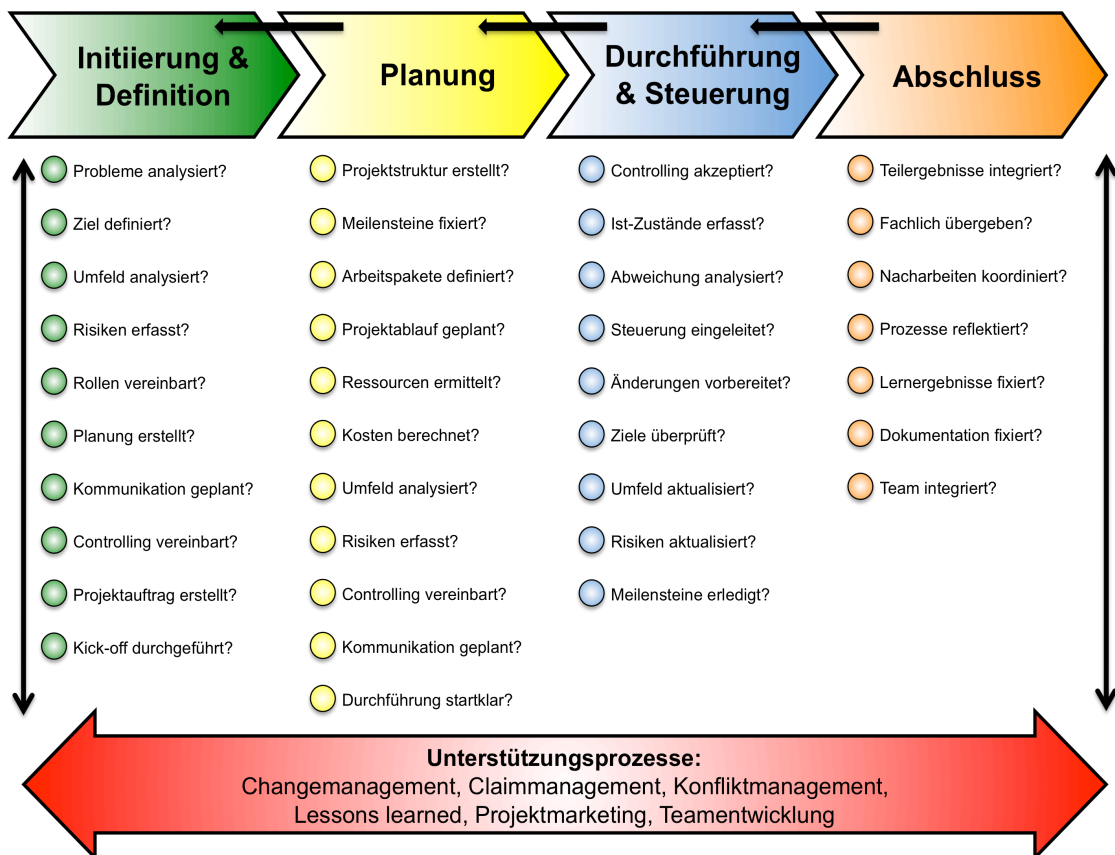 Initiierung &
Definition
Planung
Durchführung
& Steuerung
Abschluss
Probleme analysiert?
Ziel definiert?
Umfeld analysiert?
Risiken erfasst?
Rollen vereinbart?
Planung erstellt?
Kommunikation geplant?
Controlling vereinbart?
Projektauftrag erstellt?
Kick-off durchgeführt?
Projektstruktur erstellt?
Meilensteine fixiert?
Arbeitspakete definiert?
Projektablauf geplant?
Ressourcen ermittelt?
Kosten berechnet?
Umfeld analysiert?
Risiken erfasst?
Controlling vereinbart?
Kommunikation geplant?
Durchführung startklar?
Controlling akzeptiert?
Ist-Zustände erfasst?
Abweichung analysiert?
Steuerung eingeleitet?
Änderungen vorbereitet?
Ziele überprüft?
Umfeld aktualisiert?
Risiken aktualisiert?
Meilensteine erledigt?
Teilergebnisse integriert?
Fachlich übergeben?
Nacharbeiten koordiniert?
Prozesse reflektiert?
Lernergebnisse fixiert?
Dokumentation fixiert?
Team integriert?
Unterstützungsprozesse:
Changemanagement, Claimmanagement, Konfliktmanagement,
Lessons learned, Projektmarketing, Teamentwicklung